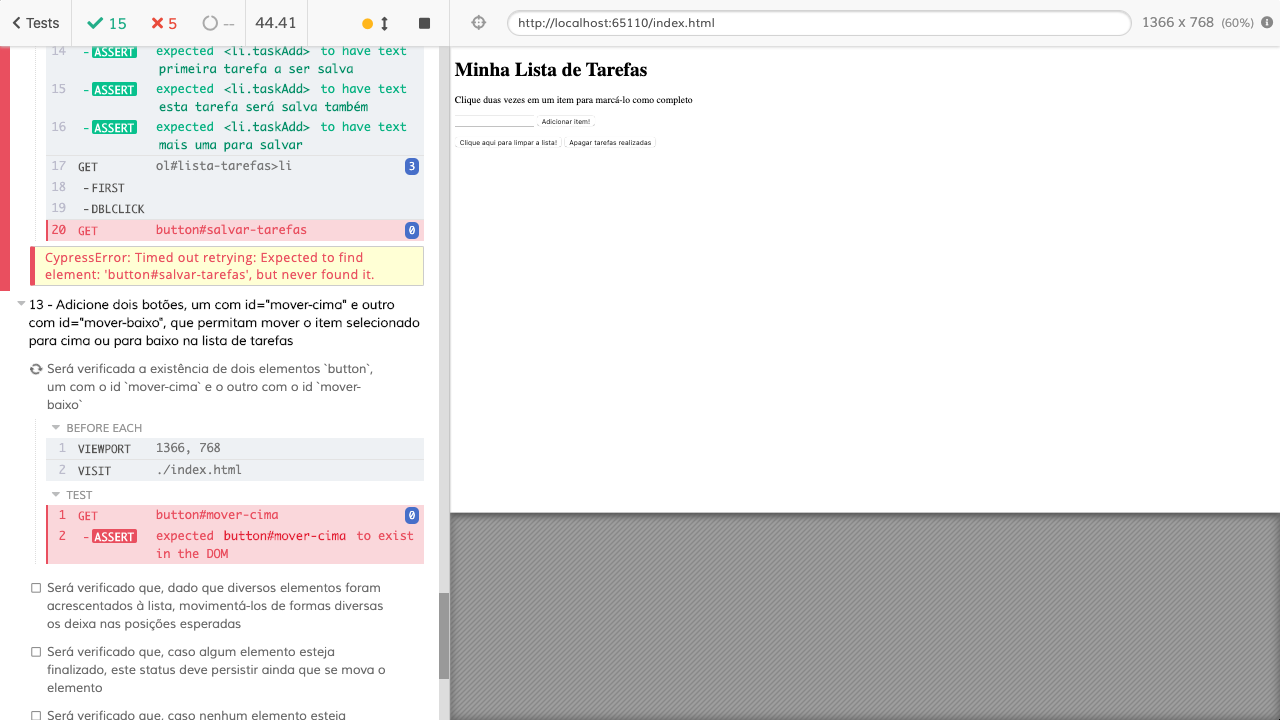 Tests 15 5 -- 44.41
http://localhost:65110/index.html 1366 x 768 (60%)
14 - ASSERT expected <li.taskAdd> to have text
primeira tarefa a ser salva
15 - ASSERT expected <li.taskAdd> to have text
esta tarefa será salva também
16 - ASSERT expected <li.taskAdd> to have text
mais uma para salvar
17 GET ol#lista-tarefas>li 3
18 - FIRST
19 - DBLCLICK
20 GET button#salvar-tarefas 0
CypressError: Timed out retrying: Expected to find
element: 'button#salvar-tarefas', but never found it.
13 - Adicione dois botões, um com id="mover-cima" e outro
com id="mover-baixo", que permitam mover o item selecionado
para cima ou para baixo na lista de tarefas
Será verificada a existência de dois elementos `button`,
um com o id `mover-cima` e o outro com o id `mover-
baixo`
BEFORE EACH
1 VIEWPORT 1366, 768
2 VISIT ./index.html
TEST
1 GET button#mover-cima 0
2 - ASSERT expected button#mover-cima to exist
in the DOM
Será verificado que, dado que diversos elementos foram
acrescentados à lista, movimentá-los de formas diversas
os deixa nas posições esperadas
Será verificado que, caso algum elemento esteja
finalizado, este status deve persistir ainda que se mova o
elemento
Será verificado que, caso nenhum elemento esteja
Minha Lista de Tarefas
Clique duas vezes em um item para marcá-lo como completo
Adicionar item!
Clique aqui para limpar a lista! Apagar tarefas realizadas